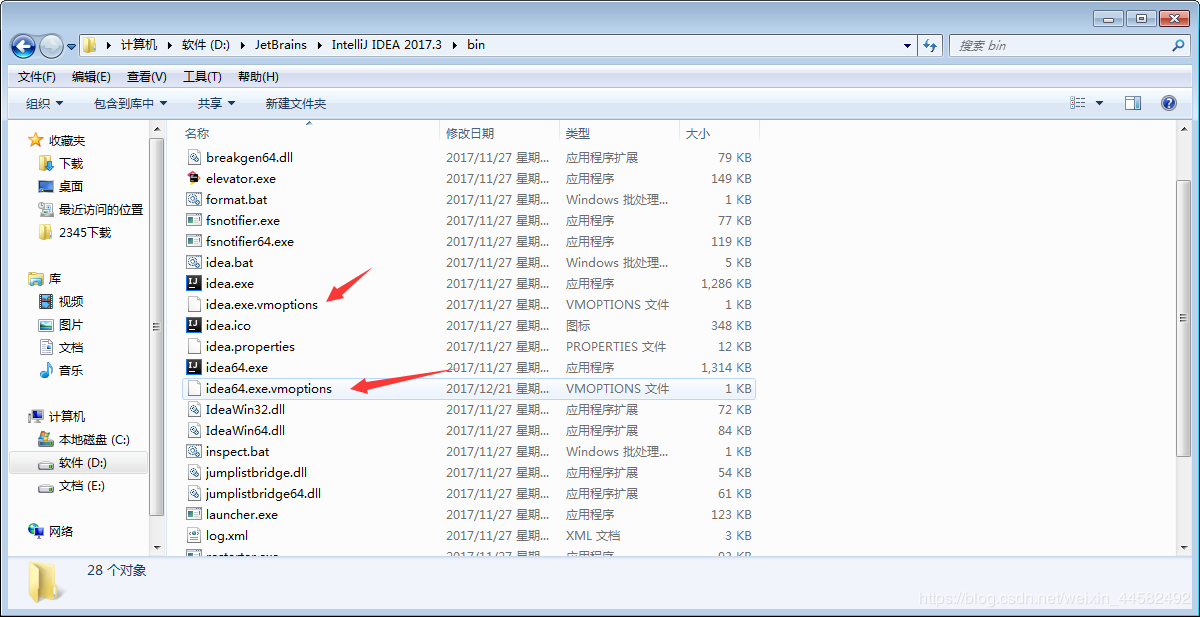 计算机 软件 (D:) JetBrains IntelliJ IDEA 2017.3 bin 搜索 bin
文件(F) 编辑(E) 查看(V) 工具(T) 帮助(H)
组织 包含到库中 共享 新建文件夹
收藏夹
下载
桌面
最近访问的位置
2345下载
库
视频
图片
文档
音乐
计算机
本地磁盘 (C:)
软件 (D:)
文档 (E:)
网络
名称 修改日期 类型 大小
breakgen64.dll 2017/11/27 星期... 应用程序扩展 79 KB
elevator.exe 2017/11/27 星期... 应用程序 149 KB
format.bat 2017/11/27 星期... Windows 批处理... 1 KB
fsnotifier.exe 2017/11/27 星期... 应用程序 77 KB
fsnotifier64.exe 2017/11/27 星期... 应用程序 119 KB
idea.bat 2017/11/27 星期... Windows 批处理... 5 KB
idea.exe 2017/11/27 星期... 应用程序 1,286 KB
idea.exe.vmoptions 2017/11/27 星期... VMOPTIONS 文件 1 KB
idea.ico 2017/11/27 星期... 图标 348 KB
idea.properties 2017/11/27 星期... PROPERTIES 文件 12 KB
idea64.exe 2017/11/27 星期... 应用程序 1,314 KB
idea64.exe.vmoptions 2017/12/21 星期... VMOPTIONS 文件 1 KB
IdeaWin32.dll 2017/11/27 星期... 应用程序扩展 72 KB
IdeaWin64.dll 2017/11/27 星期... 应用程序扩展 84 KB
inspect.bat 2017/11/27 星期... Windows 批处理... 1 KB
jumplistbridge.dll 2017/11/27 星期... 应用程序扩展 54 KB
jumplistbridge64.dll 2017/11/27 星期... 应用程序扩展 61 KB
launcher.exe 2017/11/27 星期... 应用程序 123 KB
log.xml 2017/11/27 星期... XML 文档 3 KB
28 个对象
https://blog.csdn.net/weixin_44582492